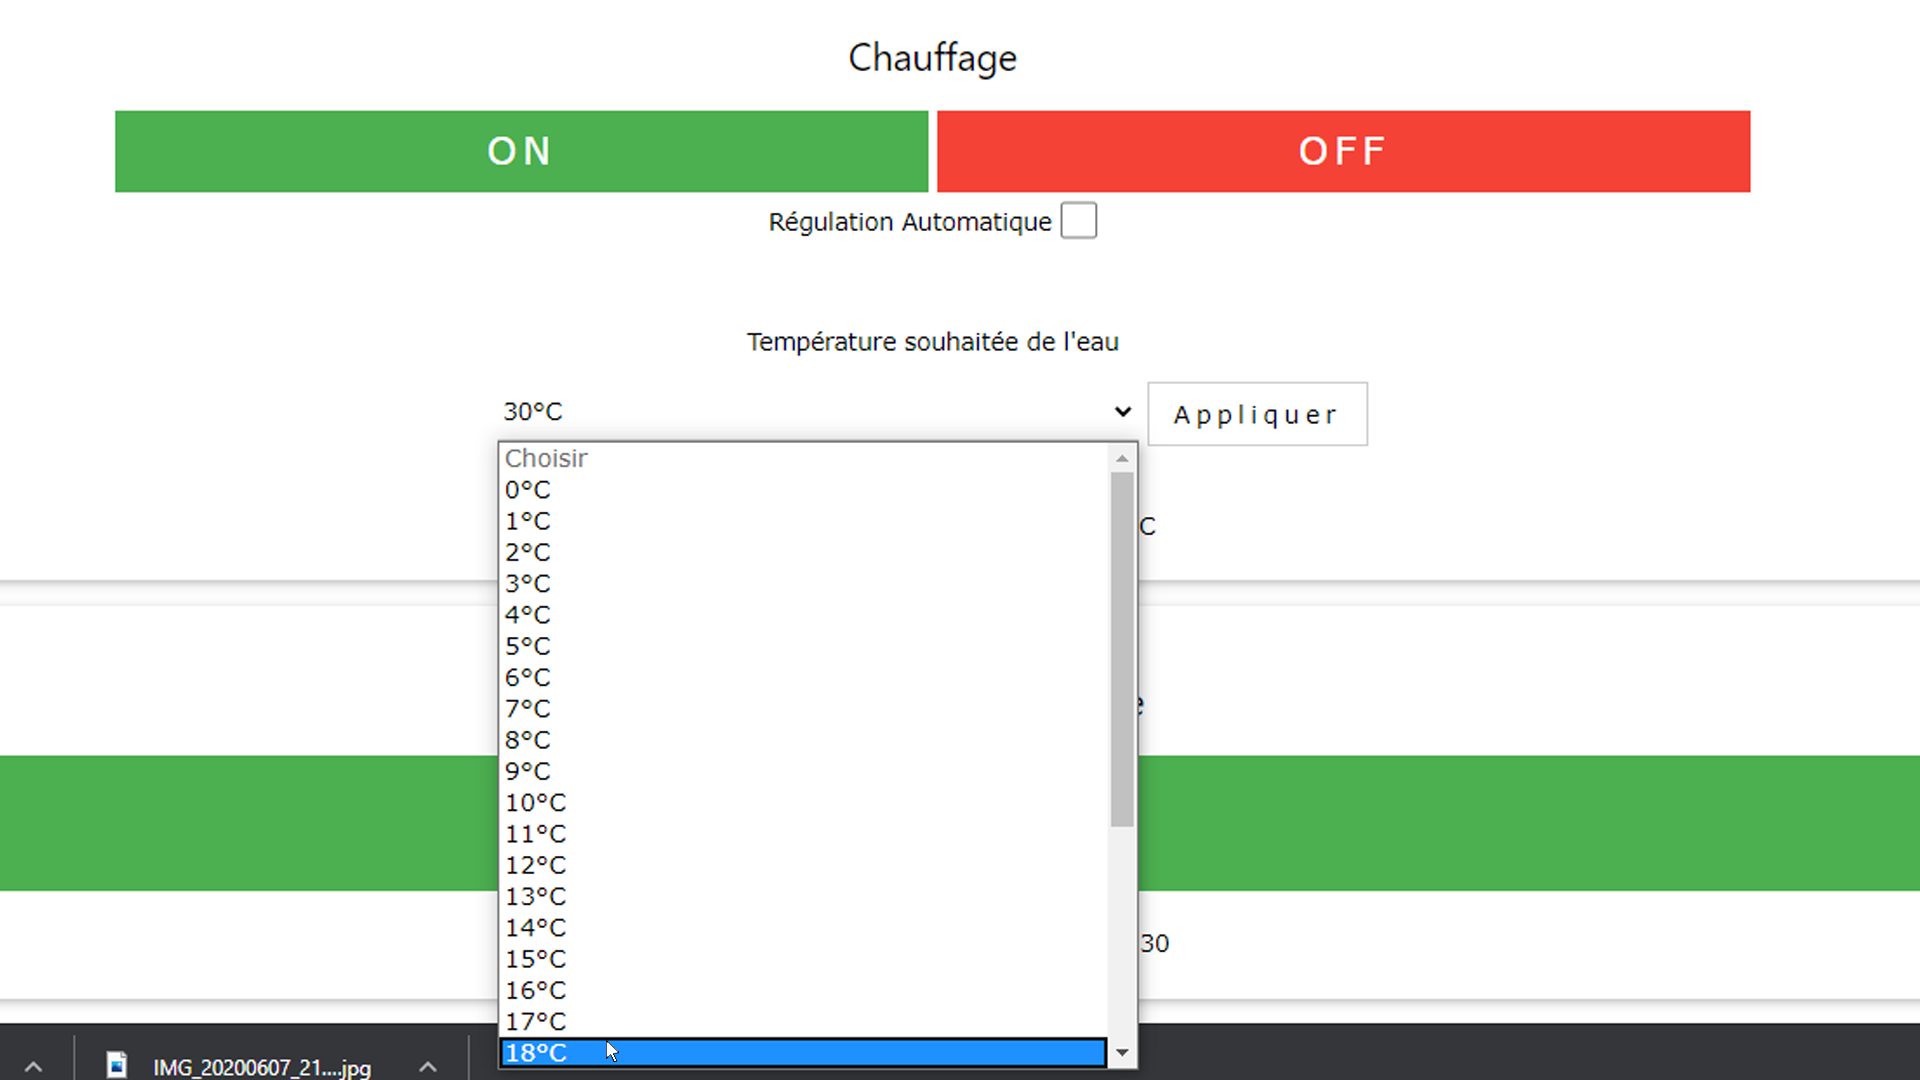 Chauffage
ON OFF
Régulation Automatique
Température souhaitée de l'eau
30°C Appliquer
Choisir
0°C
1°C
C
2°C
3°C
4°C
5°C
6°C
7°C
8°C
9°C
10°C
11°C
12°C
13°C
14°C
30
15°C
16°C
17°C
18°C
IMG_20200607_21....jpg